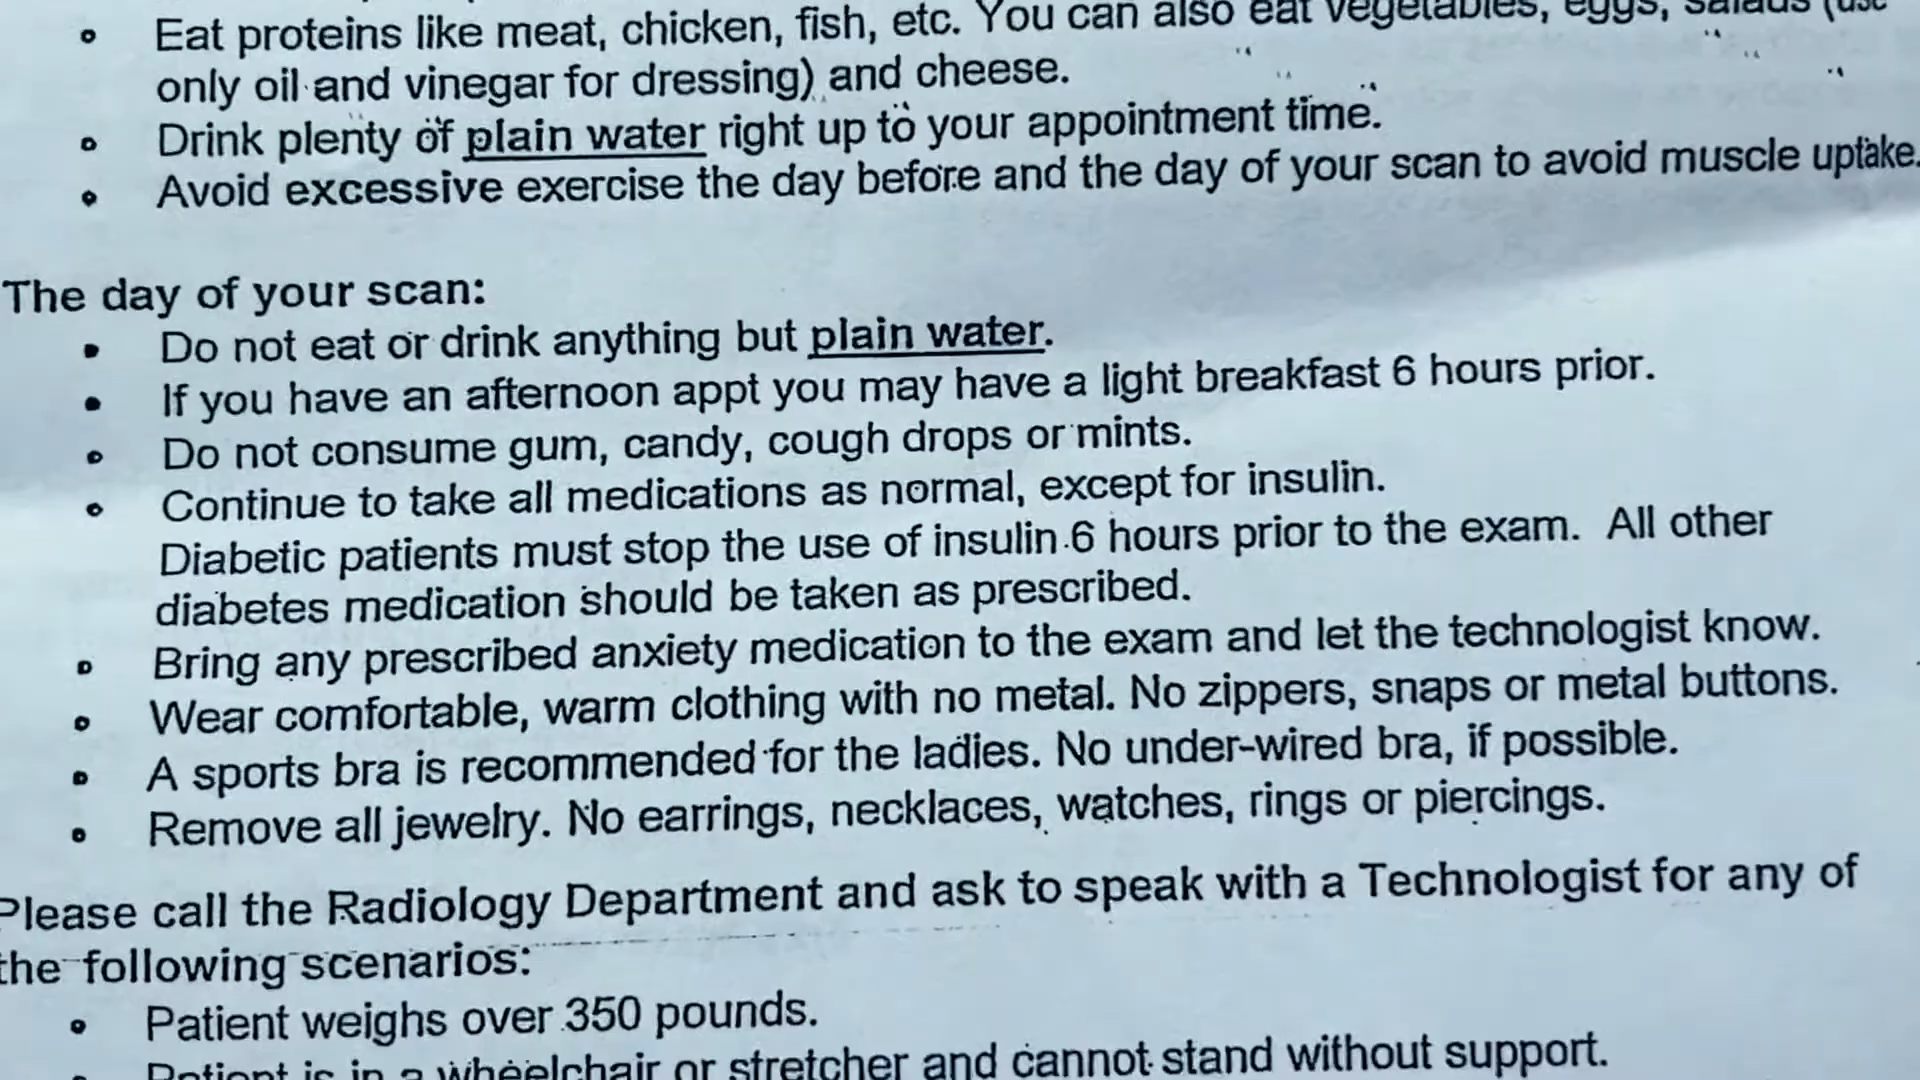 Eat proteins like meat, chicken, fish, etc. You can also eat vegetables, eggs, salads (use
only oil and vinegar for dressing) and cheese.
Drink plenty of plain water right up to your appointment time.
Avoid excessive exercise the day before and the day of your scan to avoid muscle uptake.
The day of your scan:
Do not eat or drink anything but plain water.
If you have an afternoon appt you may have a light breakfast 6 hours prior.
Do not consume gum, candy, cough drops or mints.
Continue to take all medications as normal, except for insulin.
Diabetic patients must stop the use of insulin 6 hours prior to the exam. All other
diabetes medication should be taken as prescribed.
Bring any prescribed anxiety medication to the exam and let the technologist know.
Wear comfortable, warm clothing with no metal. No zippers, snaps or metal buttons.
A sports bra is recommended for the ladies. No under-wired bra, if possible.
Remove all jewelry. No earrings, necklaces, watches, rings or piercings.
Please call the Radiology Department and ask to speak with a Technologist for any of
the following scenarios:
Patient weighs over 350 pounds.
Patient is in a wheelchair or stretcher and cannot stand without support.